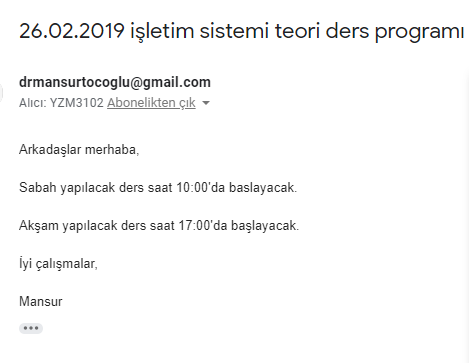 26.02.2019 işletim sistemi teori ders programı
drmansurtocoglu@gmail.com
Alıcı: YZM3102 Abonelikten çık
Arkadaşlar merhaba,
Sabah yapılacak ders saat 10:00'da baslayacak.
Akşam yapılacak ders saat 17:00'da başlayacak.
İyi çalışmalar,
Mansur